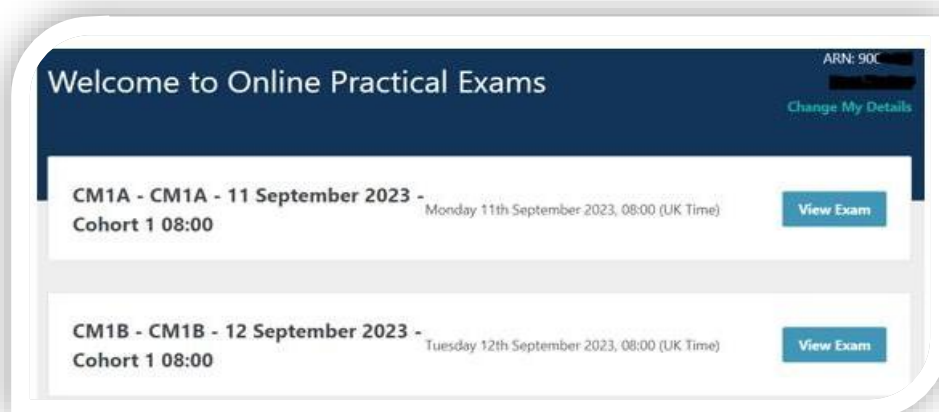 Welcome to Online Practical Exams
ARN: 90
Change My Details
CM1A - CM1A - 11 September 2023 -
Cohort 1 08:00
Monday 11th September 2023, 08:00 (UK Time)
View Exam
CM1B - CM1B - 12 September 2023 -
Cohort 1 08:00
Tuesday 12th September 2023, 08:00 (UK Time)
View Exam